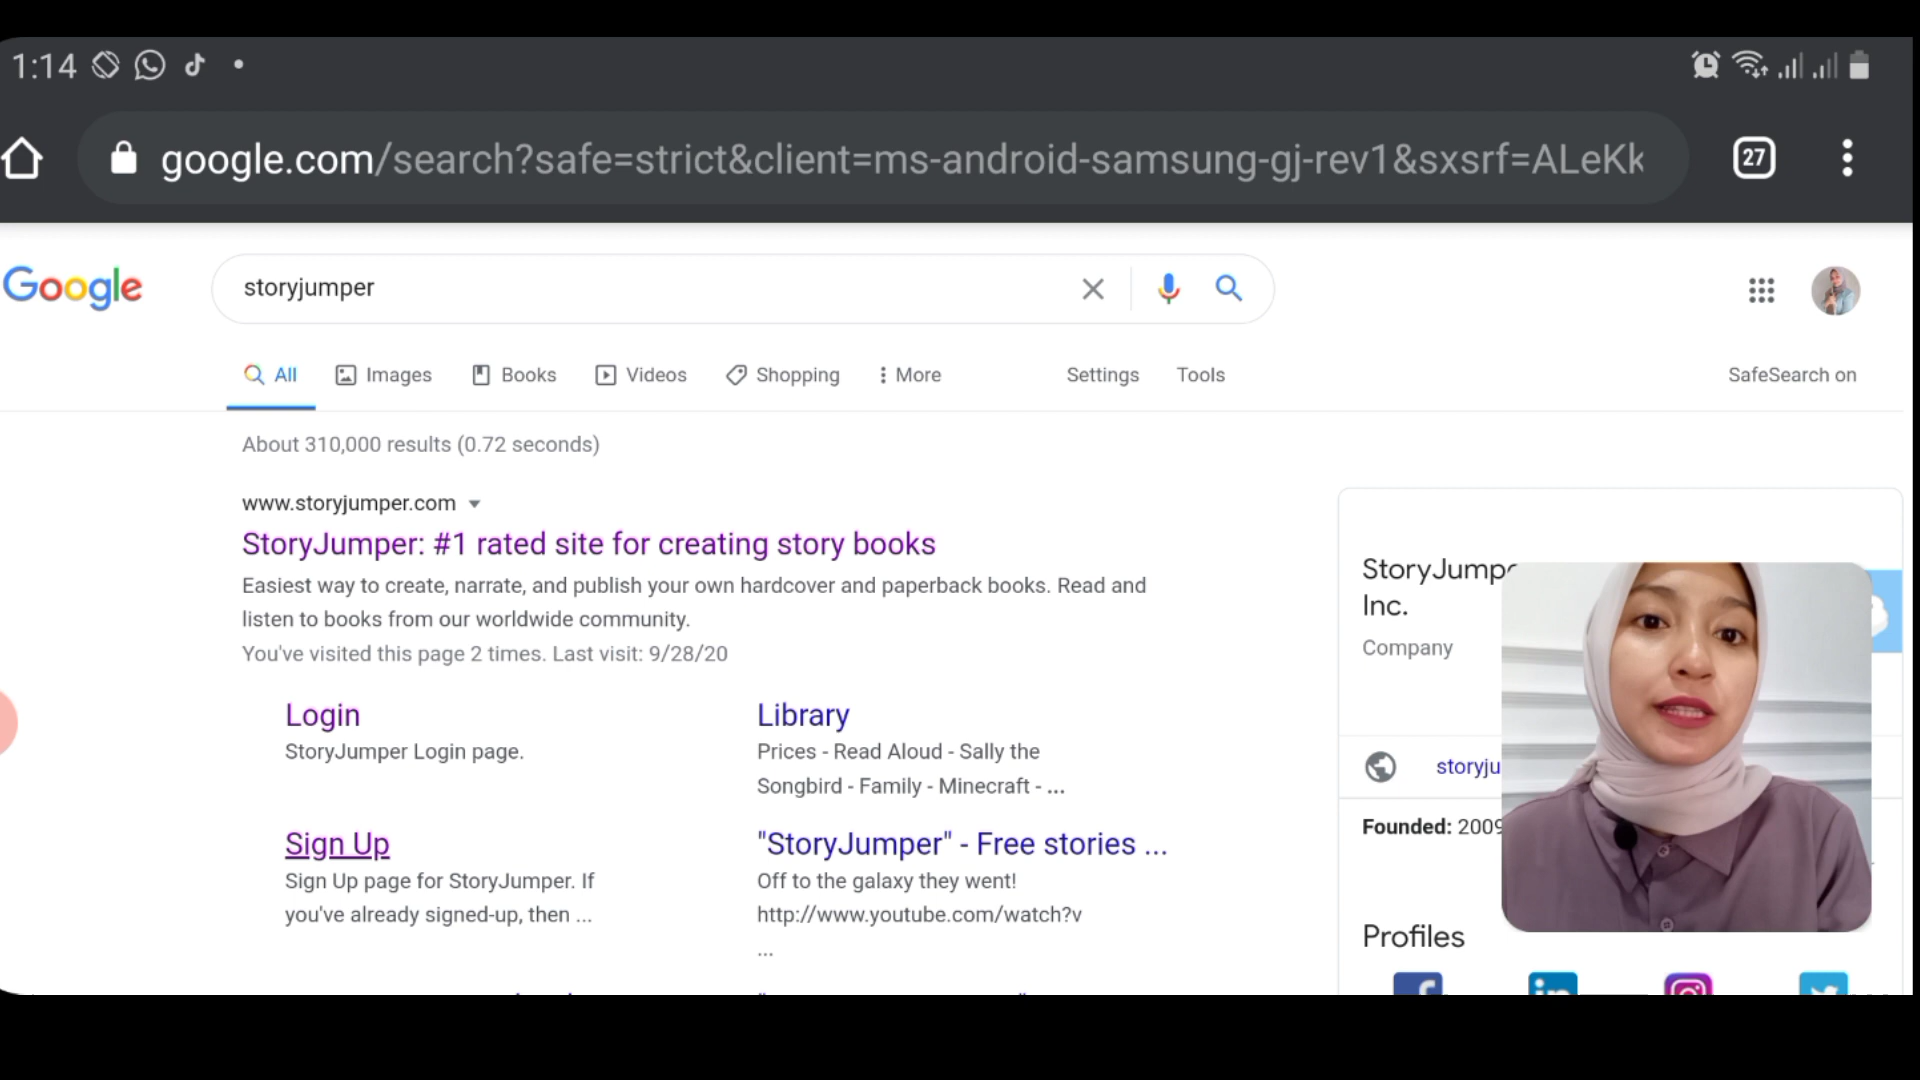 1:14
google.com/search?safe=strict&client=ms-android-samsung-gj-rev1&sxsrf=ALeKk
27
Google
storyjumper
All Images Books Videos Shopping More Settings Tools SafeSearch on
About 310,000 results (0.72 seconds)
www.storyjumper.com
StoryJumper: #1 rated site for creating story books
Easiest way to create, narrate, and publish your own hardcover and paperback books. Read and
listen to books from our worldwide community.
You've visited this page 2 times. Last visit: 9/28/20
Login
StoryJumper Login page.
Sign Up
Sign Up page for StoryJumper. If
you've already signed-up, then ...
Library
Prices - Read Aloud - Sally the
Songbird - Family - Minecraft - ...
"StoryJumper" - Free stories ...
Off to the galaxy they went!
http://www.youtube.com/watch?v
...
StoryJump
Inc.
Company
storyju
Founded: 2009
Profiles